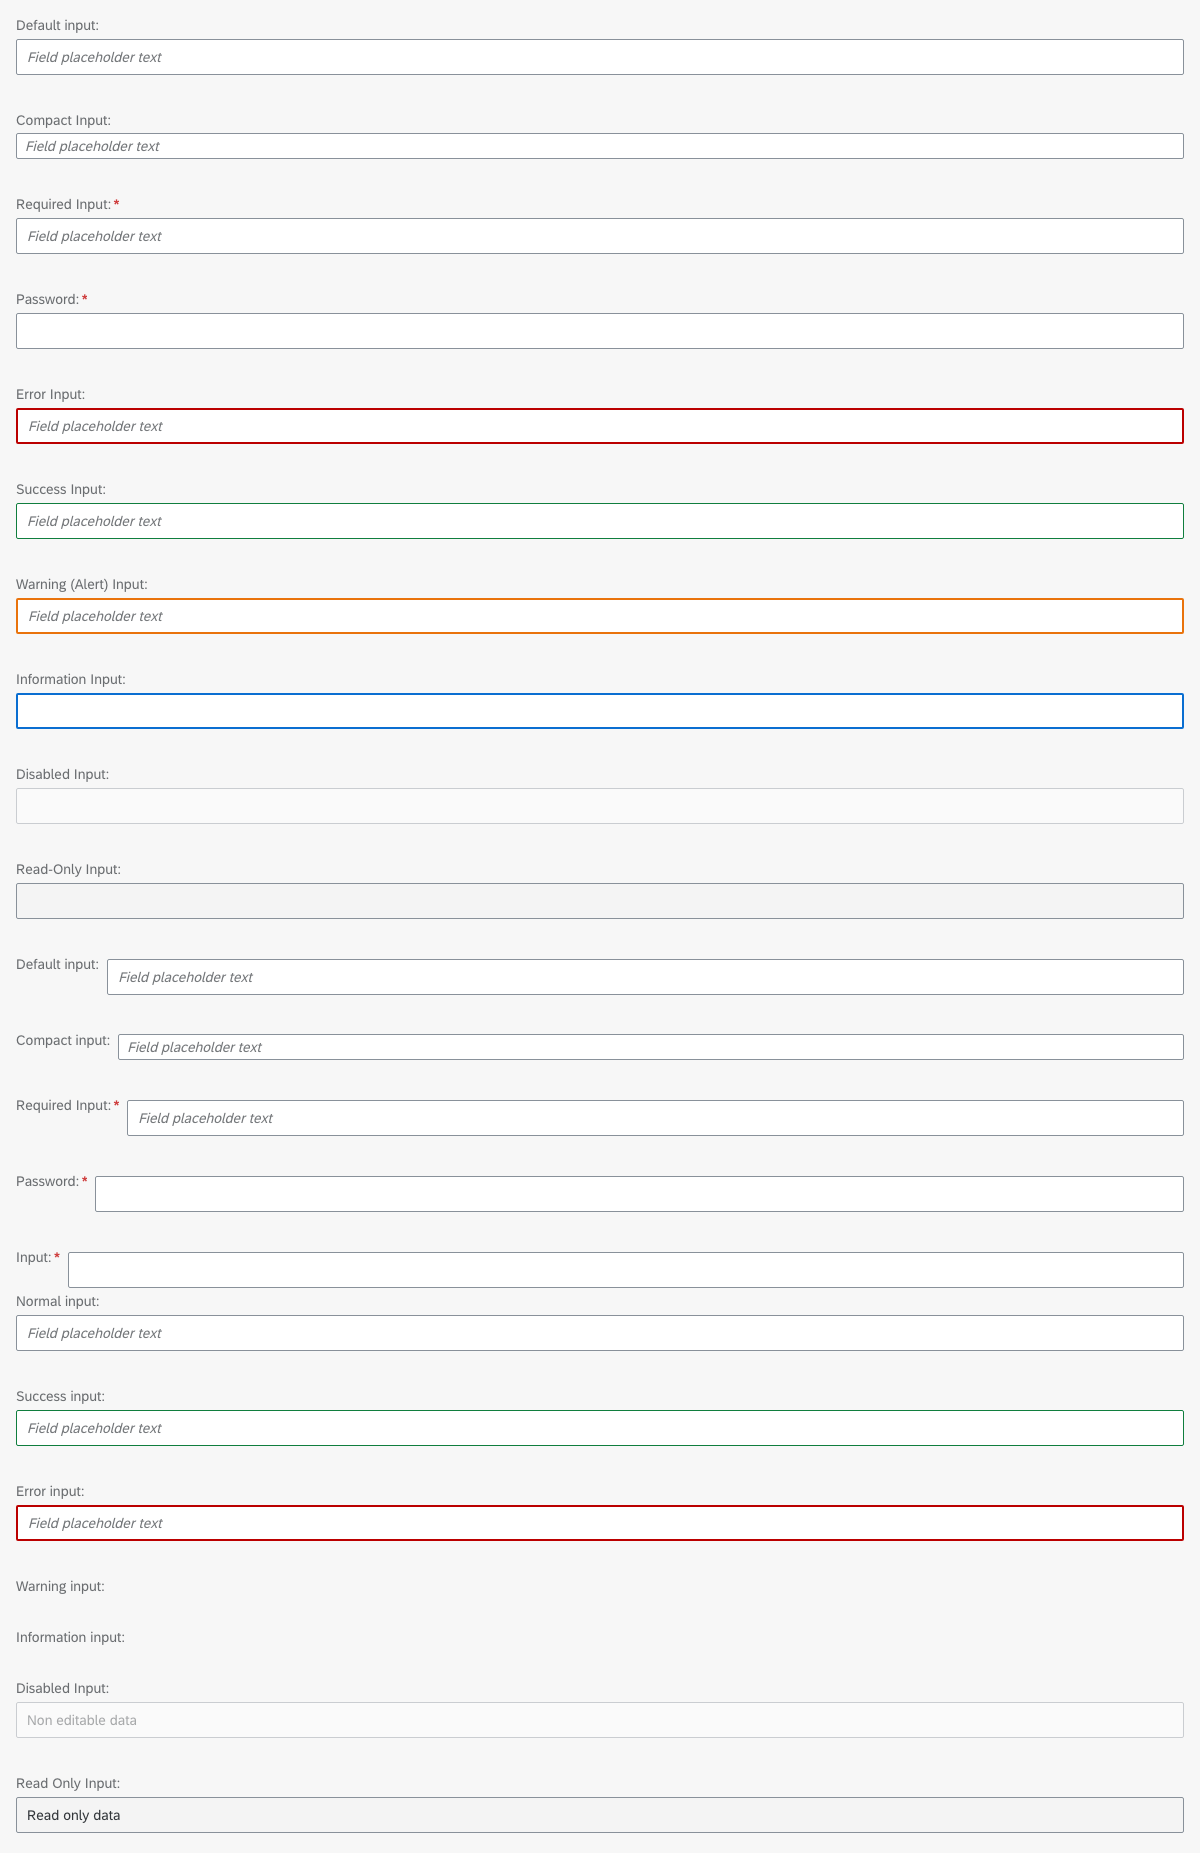 Default input:
Field placeholder text
Compact Input:
Field placeholder text
Required Input:*
Field placeholder text
Password:*
Error Input:
Field placeholder text
Success Input:
Field placeholder text
Warning (Alert) Input:
Field placeholder text
Information Input:
Disabled Input:
Read-Only Input:
Default input: Field placeholder text
Compact input: Field placeholder text
Required Input:* Field placeholder text
Password:*
Input:*
Normal input:
Field placeholder text
Success input:
Field placeholder text
Error input:
Field placeholder text
Warning input:
Information input:
Disabled Input:
Non editable data
Read Only Input:
Read only data